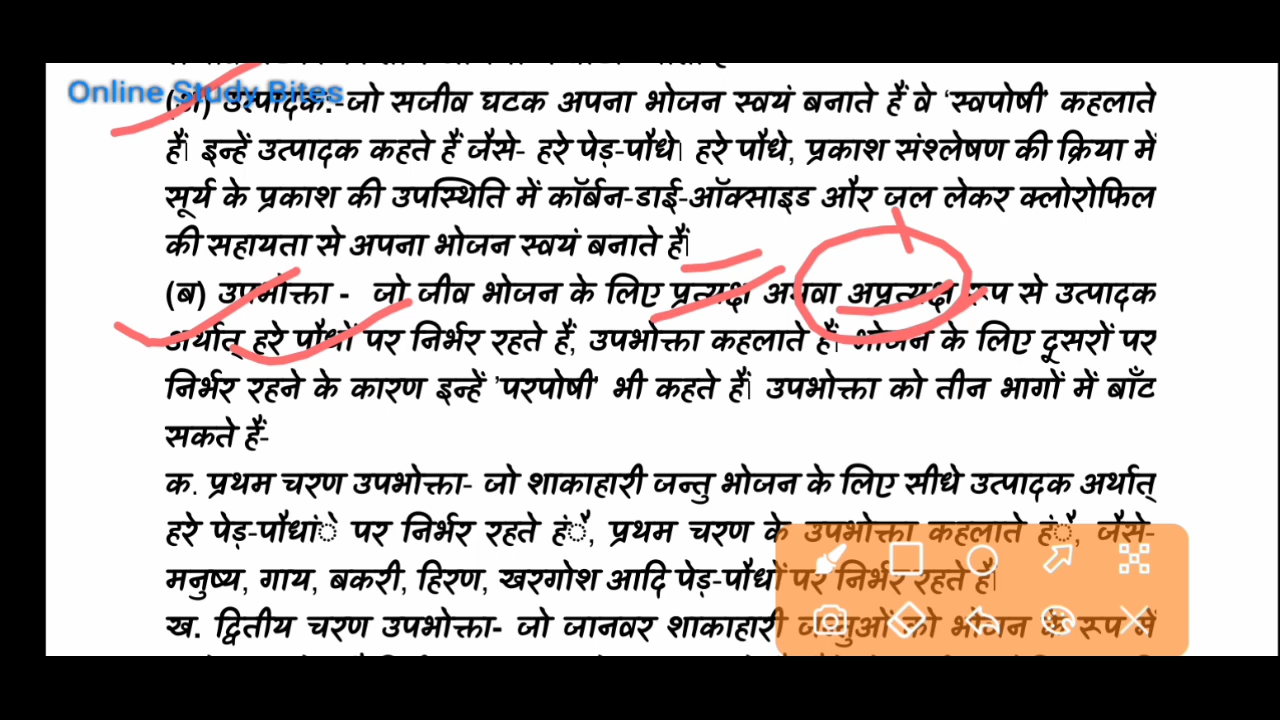 Online Study Bites
(अ) उत्पादक:-जो सजीव घटक अपना भोजन स्वयं बनाते हैं वे ‘स्वपोषी’ कहलाते
हैं। इन्हें उत्पादक कहते हैं जैसे- हरे पेड़-पौधे। हरे पौधे, प्रकाश संश्लेषण की क्रिया में
सूर्य के प्रकाश की उपस्थिति में कॉर्बन-डाई-ऑक्साइड और जल लेकर क्लोरोफिल
की सहायता से अपना भोजन स्वयं बनाते हैं।
(ब) उपभोक्ता - जो जीव भोजन के लिए प्रत्यक्ष अथवा अप्रत्यक्ष रूप से उत्पादक
अर्थात् हरे पौधों पर निर्भर रहते हैं, उपभोक्ता कहलाते हैं। भोजन के लिए दूसरों पर
निर्भर रहने के कारण इन्हें ’परपोषी’ भी कहते हैं। उपभोक्ता को तीन भागों में बाँट
सकते हैं-
क. प्रथम चरण उपभोक्ता- जो शाकाहारी जन्तु भोजन के लिए सीधे उत्पादक अर्थात्
हरे पेड़-पौधांे पर निर्भर रहते हंै, प्रथम चरण के उपभोक्ता कहलाते हंै, जैसे-
मनुष्य, गाय, बकरी, हिरण, खरगोश आदि पेड़-पौधों पर निर्भर रहते हैं।
ख. द्वितीय चरण उपभोक्ता- जो जानवर शाकाहारी जन्तुओं को भोजन के रूप में